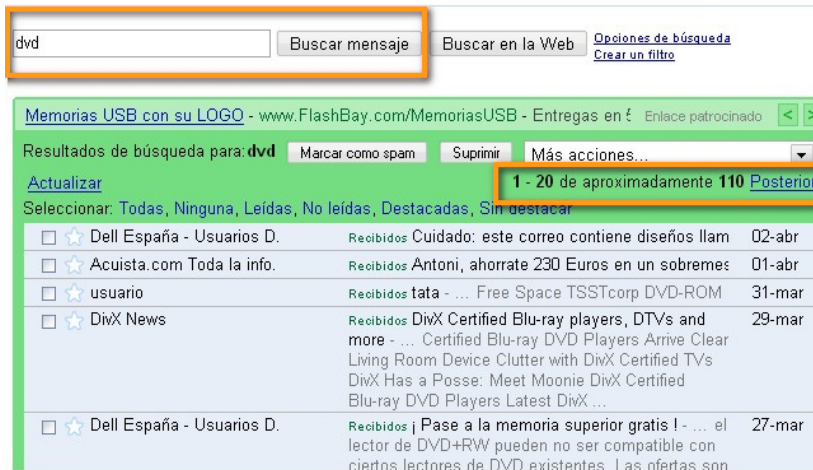 dvd Buscar mensaje Buscar en la Web Opciones de búsqueda
Crear un filtro
Memorias USB con su LOGO - www.FlashBay.com/MemoriasUSB - Entregas en Enlace patrocinado < >
Resultados de búsqueda para: dvd Marcar como spam Suprimir Más acciones...
Actualizar 1 - 20 de aproximadamente 110 Posterior
Seleccionar: Todas, Ninguna, Leídas, No leídas, Destacadas, Sin destacar
Dell España - Usuarios D. Recibidos Cuidado: este correo contiene diseños llam 02-abr
Acuista.com Toda la info. Recibidos Antoni, ahorrate 230 Euros en un sobremes 01-abr
usuario Recibidos tata - ... Free Space TSSTcorp DVD-ROM 31-mar
DivX News Recibidos DivX Certified Blu-ray players, DTVs and 29-mar
more - ... Certified Blu-ray DVD Players Arrive Clear
Living Room Device Clutter with DivX Certified TVs
DivX Has a Posse: Meet Moonie DivX Certified
Blu-ray DVD Players Latest DivX ...
Dell España - Usuarios D. Recibidos ¡ Pase a la memoria superior gratis ! - ... el 27-mar
lector de DVD+RW pueden no ser compatible con
ciertos lectores de DVD existentes. Las ofertas son